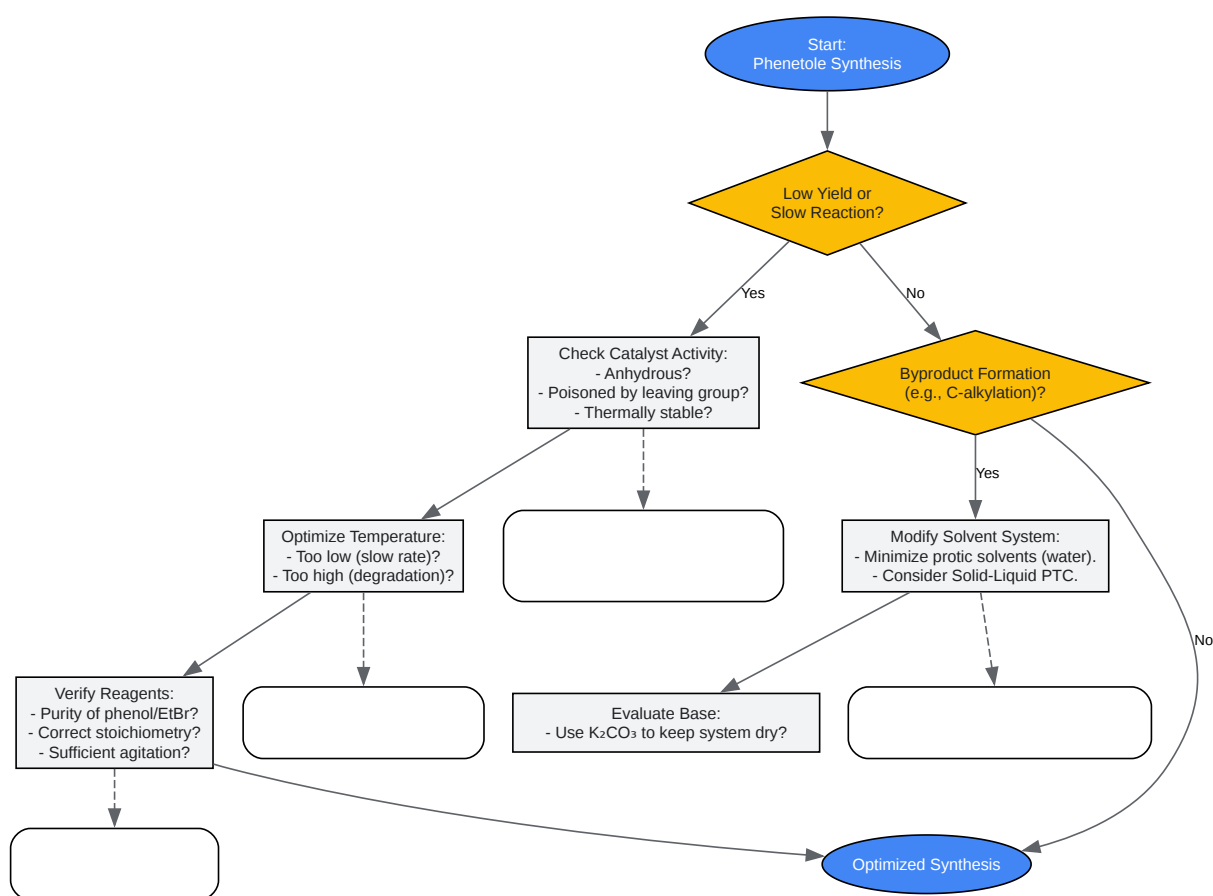 Start:
Phenetole Synthesis
Low Yield or
Slow Reaction?
Yes
No
Check Catalyst Activity:
- Anhydrous?
- Poisoned by leaving group?
- Thermally stable?
Byproduct Formation
(e.g., C-alkylation)?
Yes
Optimize Temperature:
- Too low (slow rate)?
- Too high (degradation)?
Modify Solvent System:
- Minimize protic solvents (water).
- Consider Solid-Liquid PTC.
No
Verify Reagents:
- Purity of phenol/EtBr?
- Correct stoichiometry?
- Sufficient agitation?
Evaluate Base:
- Use K₂CO₃ to keep system dry?
Optimized Synthesis